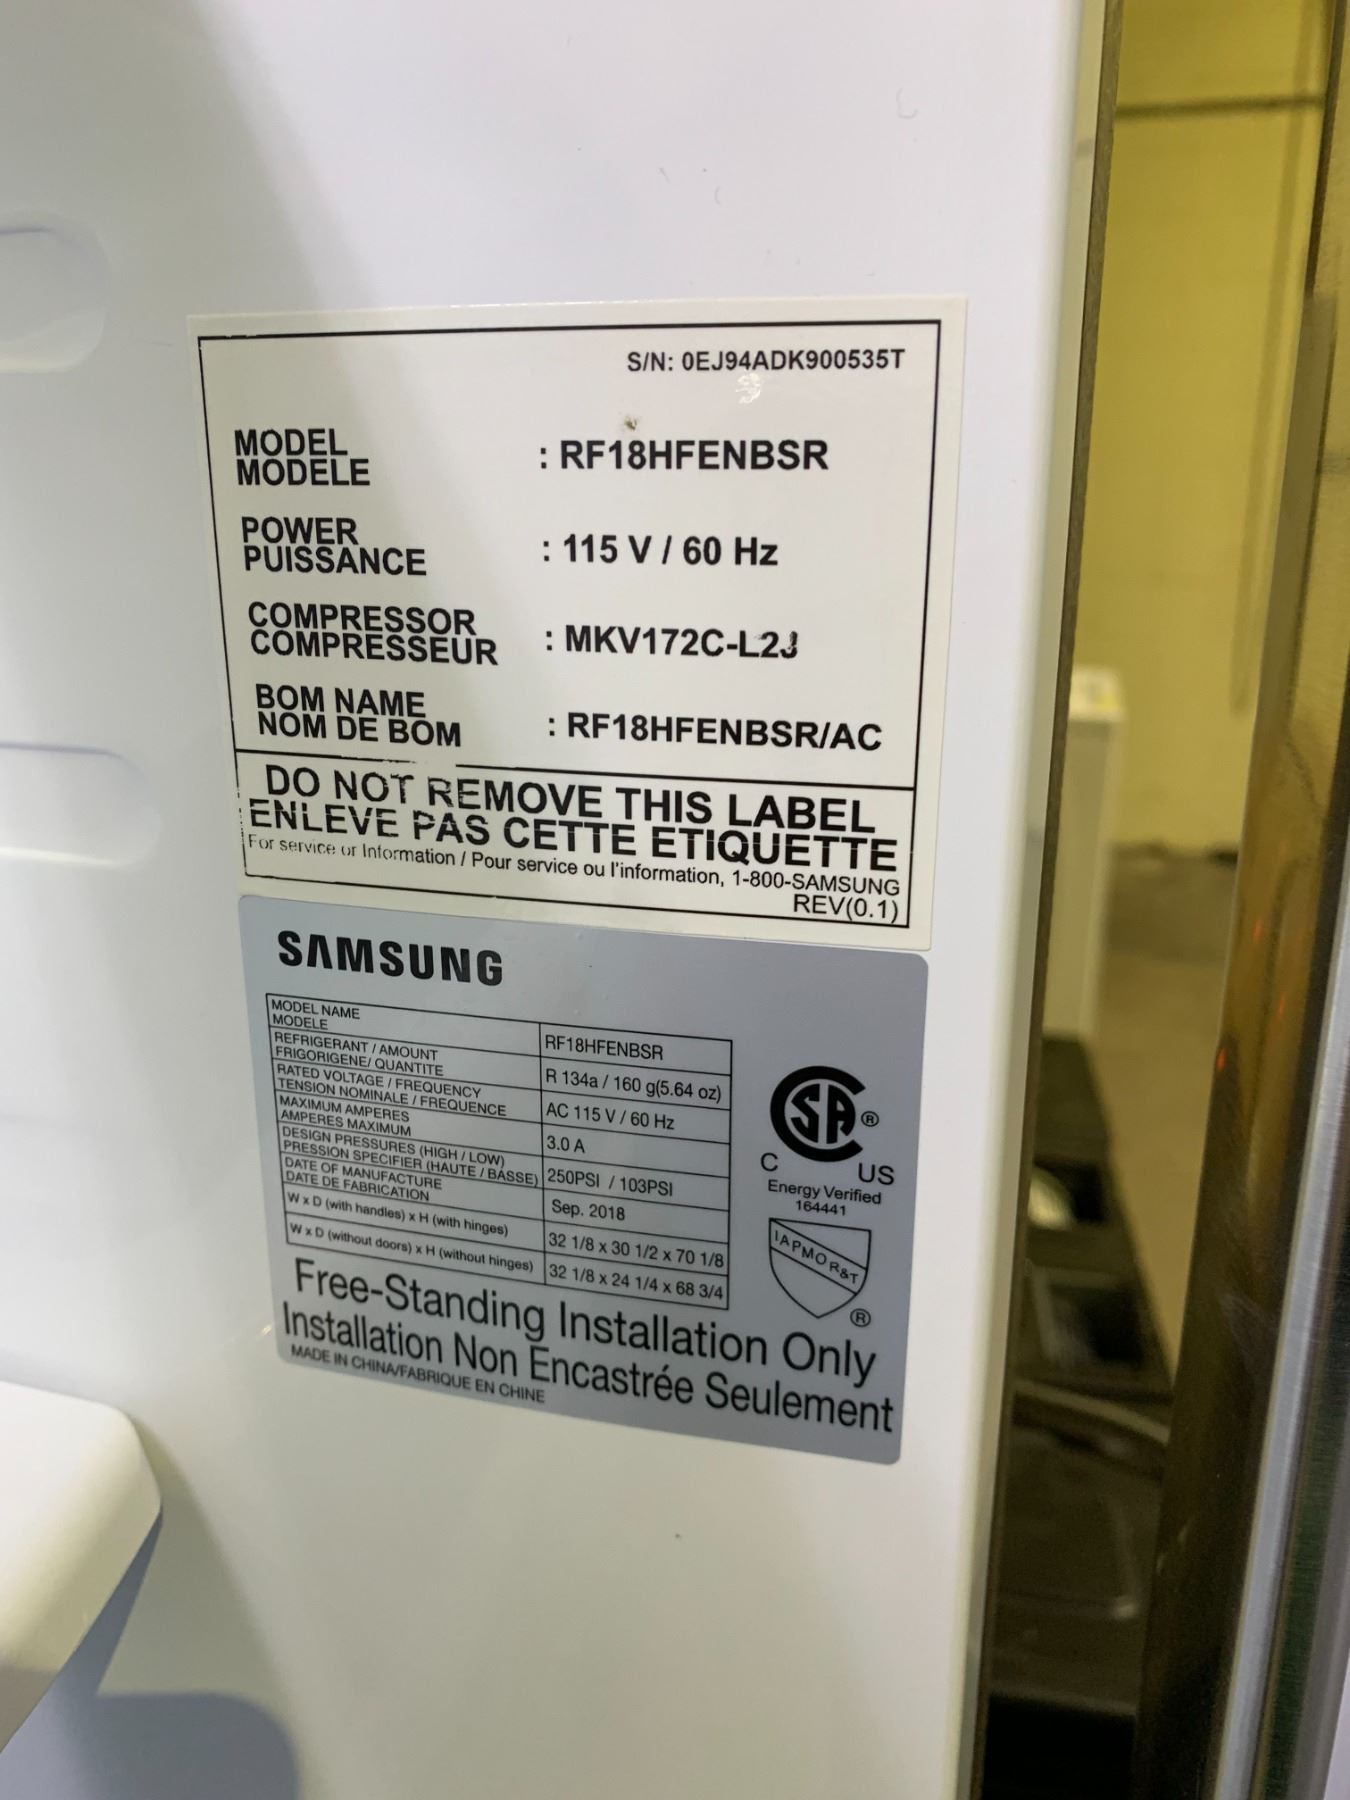 S/N: 0EJ94ADK900535T
MODEL
MODELE : RF18HFENBSR
POWER
PUISSANCE : 115 V / 60 Hz
COMPRESSOR
COMPRESSEUR : MKV172C-L2J
BOM NAME
NOM DE BOM : RF18HFENBSR/AC
DO NOT REMOVE THIS LABEL
ENLEVE PAS CETTE ETIQUETTE
For service or Information / Pour service ou l'information, 1-800-SAMSUNG
REV(0.1)
SAMSUNG
MODEL NAME
MODELE
RF18HFENBSR
REFRIGERANT / AMOUNT
FRIGORIGENE/ QUANTITE
R 134a / 160 g(5.64 oz)
RATED VOLTAGE / FREQUENCY
TENSION NOMINALE / FREQUENCE
AC 115 V / 60 Hz
MAXIMUM AMPERES
AMPERES MAXIMUM
3.0 A
DESIGN PRESSURES (HIGH / LOW)
PRESSION SPECIFIER (HAUTE / BASSE)
250PSI / 103PSI
DATE OF MANUFACTURE
DATE DE FABRICATION
Sep. 2018
W x D (with handles) x H (with hinges)
32 1/8 x 30 1/2 x 70 1/8
W x D (without doors) x H (without hinges)
32 1/8 x 24 1/4 x 68 3/4
SA ®
C US
Energy Verified
164441
IAPMO R&T
®
Free-Standing Installation Only
Installation Non Encastrée Seulement
MADE IN CHINA/FABRIQUE EN CHINE